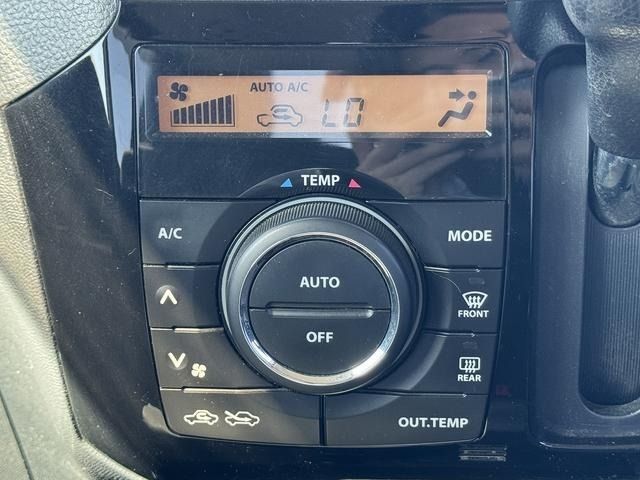 AUTO A/C
LO
TEMP
A/C
MODE
AUTO
OFF
FRONT
REAR
OUT.TEMP